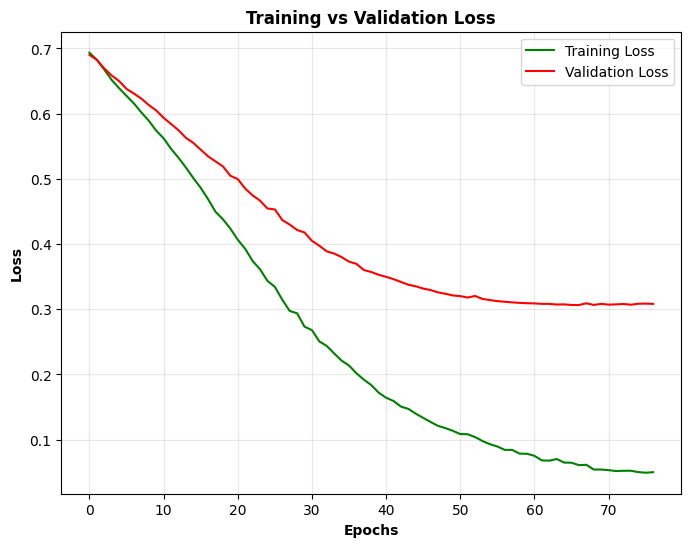 Training vs Validation Loss
Training Loss
Validation Loss
Loss
0.7
0.6
0.5
0.4
0.3
0.2
0.1
0 10 20 30 40 50 60 70
Epochs